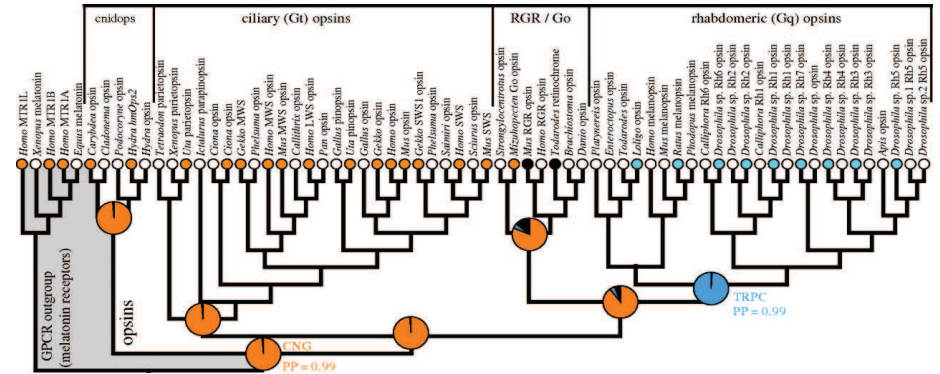 cnidops
ciliary (Gt) opsins
RGR / Go
rhabdomeric (Gq) opsins
Homo MTR1L
Xenopus melatonin
Homo MTR1B
Homo MTR1A
Equus melatonin
Carybdea opsin
Cladonema opsin
Podocoryne opsin
Hydra hmOps2
Hydra opsin
Tetraodon parietopsin
Xenopus parietopsin
Uta parietopsin
Ictalurus parapinopsin
Ciona opsin
Ciona opsin
Gekko MWS
Phelsuma opsin
Homo MWS opsin
Mus MWS opsin
Callithrix opsin
Homo LWS opsin
Pan opsin
Gallus pinopsin
Columba pinopsin
Gallus opsin
Gekko opsin
Homo opsin
Mus opsin
Gekko SWS1 opsin
Phelsuma opsin
Saimiri opsin
Homo SWS
Sciurus opsin
Mus SWS
Strongylocentronus opsin
Mizuhopecten Go opsin
Mus RGR opsin
Homo RGR opsin
Todarodes retinochrome
Brachiostoma opsin
Danio opsin
Platynereis opsin
Enteroctopus opsin
Todarodes opsin
Loligo opsin
Homo melanopsin
Mus melanopsin
Rattus melanopsin
Phodopus melanopsin
Calliphora Rh6 opsin
Drosophila sp. Rh6 opsin
Drosophila sp. Rh2 opsin
Drosophila sp. Rh2 opsin
Calliphora Rh1 opsin
Drosophila sp. Rh1 opsin
Drosophila sp. Rh1 opsin
Drosophila sp. Rh7 opsin
Drosophila sp. opsin
Drosophila sp. Rh4 opsin
Drosophila sp. Rh4 opsin
Drosophila sp. Rh3 opsin
Drosophila sp. Rh3 opsin
Apis opsin
Drosophila sp. Rh5 opsin
Drosophila sp.1 Rh5 opsin
Drosophila sp.2 Rh5 opsin
GPCR outgroup
(melatonin receptors)
opsins
TRPC
PP = 0.99
CNG
PP = 0.99